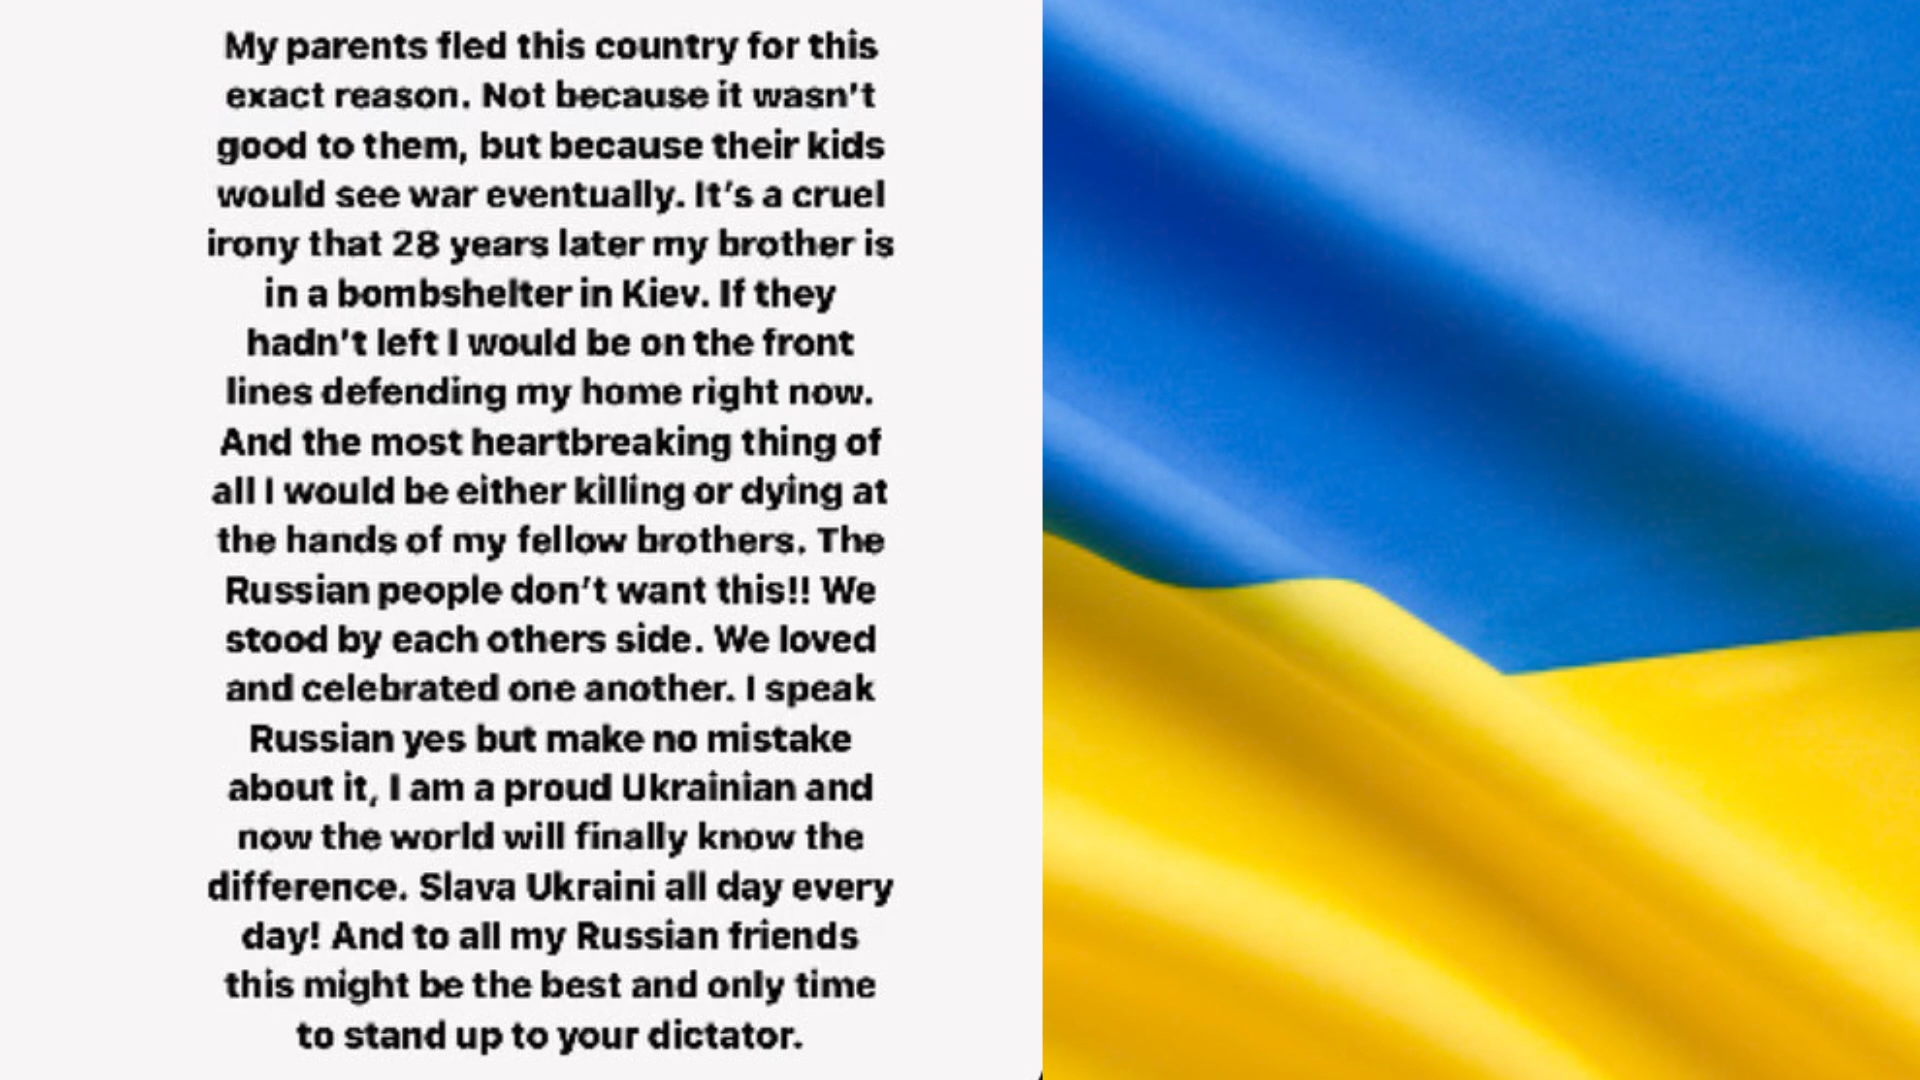 My parents fled this country for this
exact reason. Not because it wasn't
good to them, but because their kids
would see war eventually. It's a cruel
irony that 28 years later my brother is
in a bombshelter in Kiev. If they
hadn't left I would be on the front
lines defending my home right now.
And the most heartbreaking thing of
all I would be either killing or dying at
the hands of my fellow brothers. The
Russian people don't want this!! We
stood by each others side. We loved
and celebrated one another. I speak
Russian yes but make no mistake
about it, I am a proud Ukrainian and
now the world will finally know the
difference. Slava Ukraini all day every
day! And to all my Russian friends
this might be the best and only time
to stand up to your dictator.